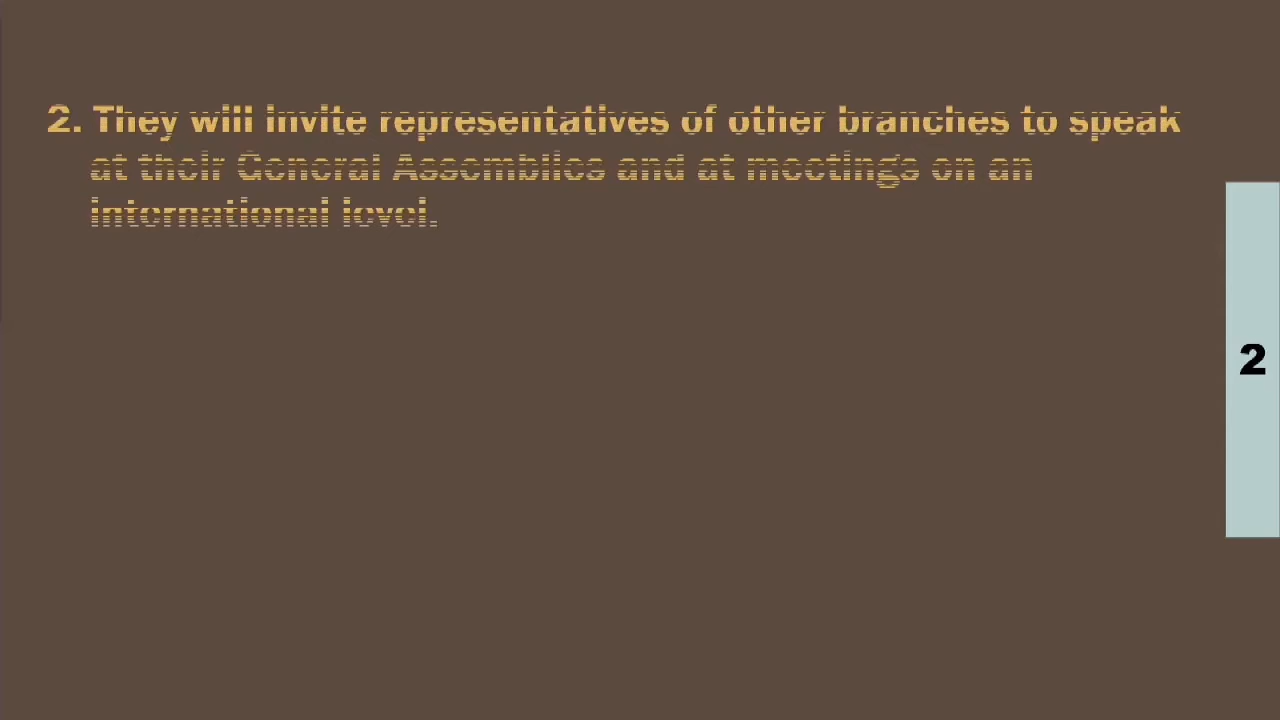 2. They will invite representatives of other branches to speak
at their General Assemblies and at meetings on an
international level.
2